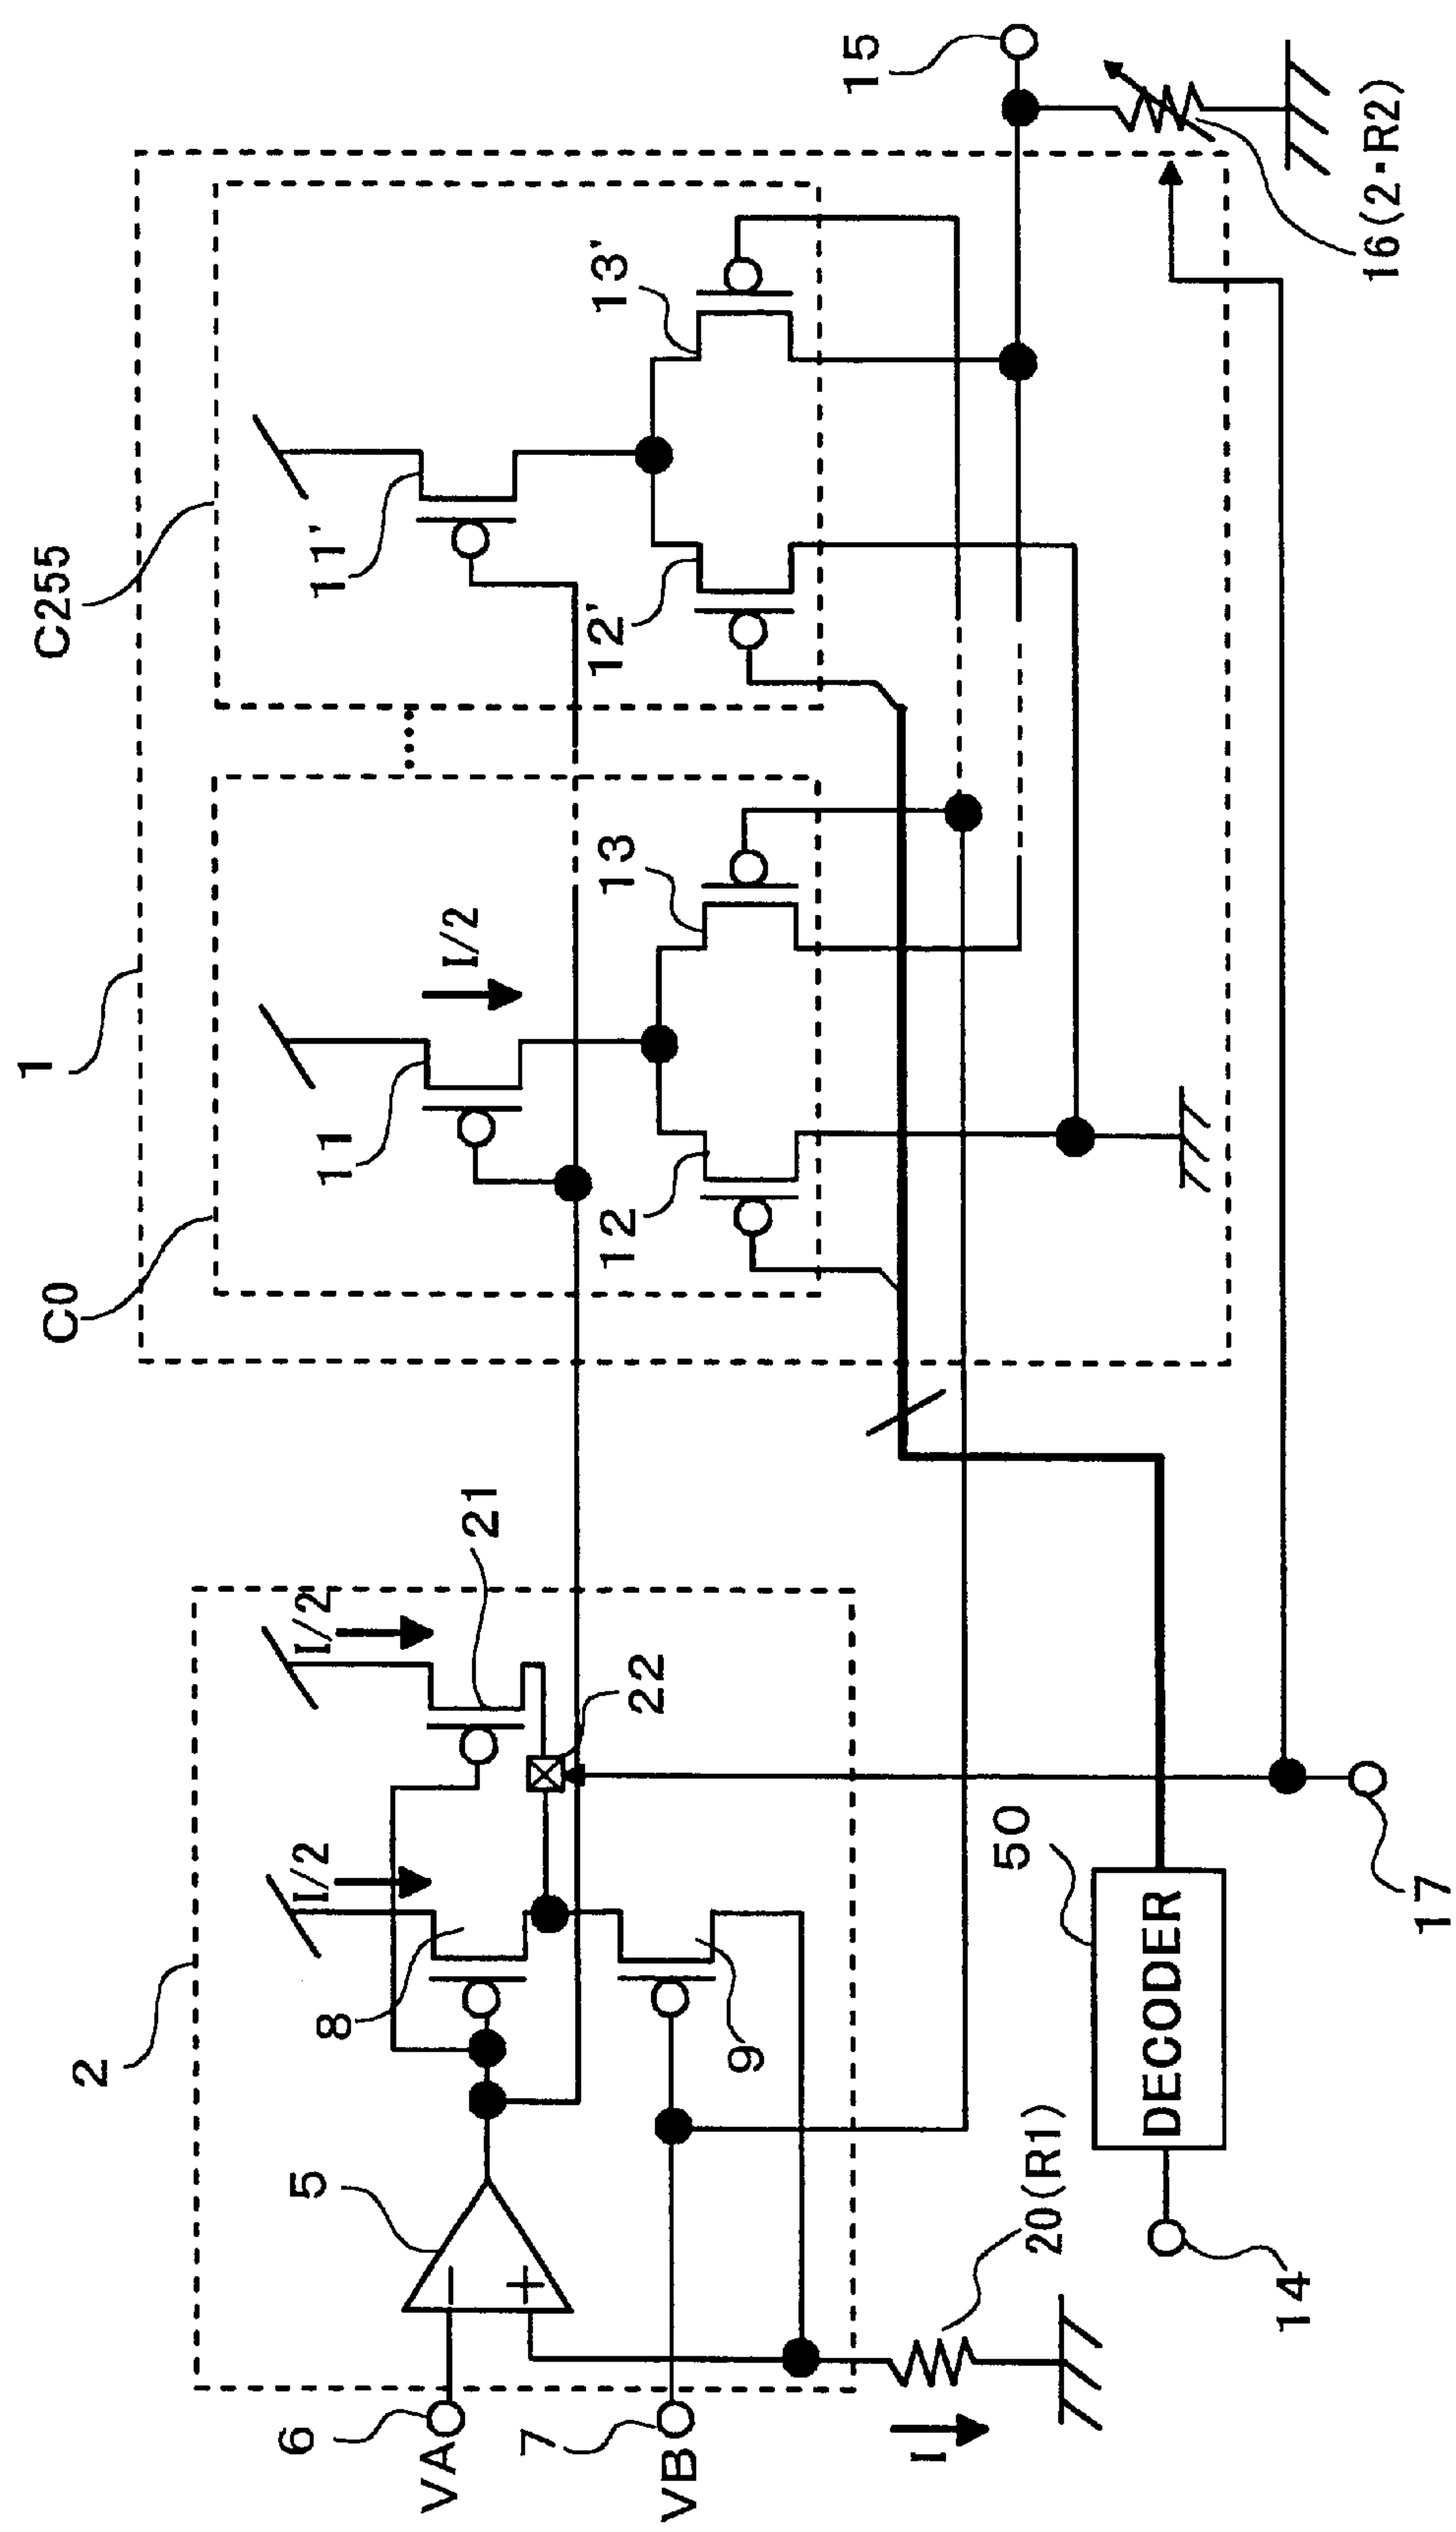 1
C0
C255
11
I/2
11'
12
13
12'
13'
15
16(2·R2)
2
I/2
I/2
8
21
22
5
9
6
VA
7
VB
−
+
I
20(R1)
50
DECODER
14
17